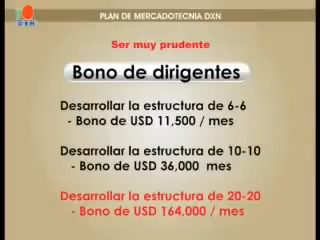 PLAN DE MERCADOTECNIA DXN
DXN
Ser muy prudente
Bono de dirigentes
Desarrollar la estructura de 6-6
- Bono de USD 11,500 / mes
Desarrollar la estructura de 10-10
- Bono de USD 36,000 mes
Desarrollar la estructura de 20-20
- Bono de USD 164,000 / mes